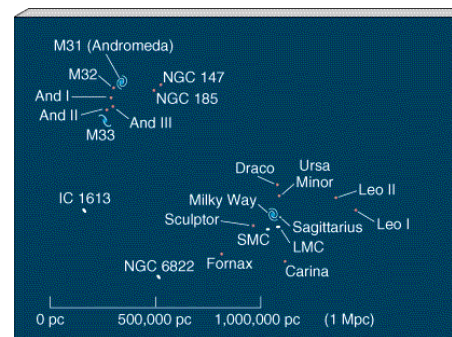 M31 (Andromeda)
M32
NGC 147
And I
NGC 185
And II
And III
M33
Draco
Ursa
Minor
Leo II
IC 1613
Milky Way
Sculptor
Sagittarius
Leo I
SMC
LMC
NGC 6822
Fornax
Carina
0 pc
500,000 pc
1,000,000 pc
(1 Mpc)